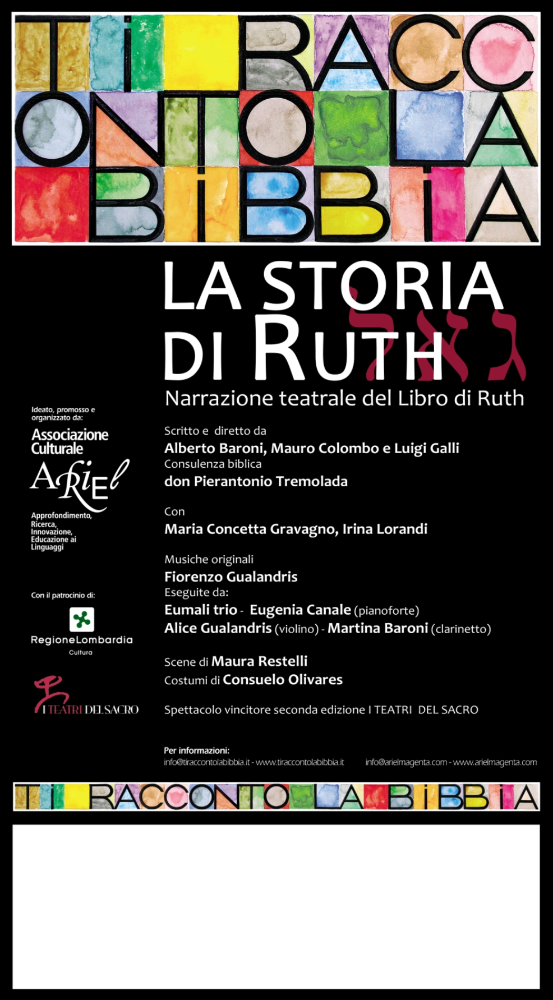 Ti RACC
ONTO LA
BiBBiA
LA STORIA
DI RUTH
גאל
Narrazione teatrale del Libro di Ruth
Ideato, promosso e
organizzato da:
Associazione
Culturale
ARiEl
Approfondimento,
Ricerca,
Innovazione,
Educazione ai
Linguaggi
Con il patrocinio di:
RegioneLombardia
Cultura
I TEATRI DEL SACRO
Scritto e diretto da
Alberto Baroni, Mauro Colombo e Luigi Galli
Consulenza biblica
don Pierantonio Tremolada
Con
Maria Concetta Gravagno, Irina Lorandi
Musiche originali
Fiorenzo Gualandris
Eseguite da:
Eumali trio - Eugenia Canale (pianoforte)
Alice Gualandris (violino) - Martina Baroni (clarinetto)
Scene di Maura Restelli
Costumi di Consuelo Olivares
Spettacolo vincitore seconda edizione I TEATRI DEL SACRO
Per informazioni:
info@tiraccontolabibbia.it - www.tiraccontolabibbia.it info@arielmagenta.com - www.arielmagenta.com
Ti RACCONTO LA BiBBiA